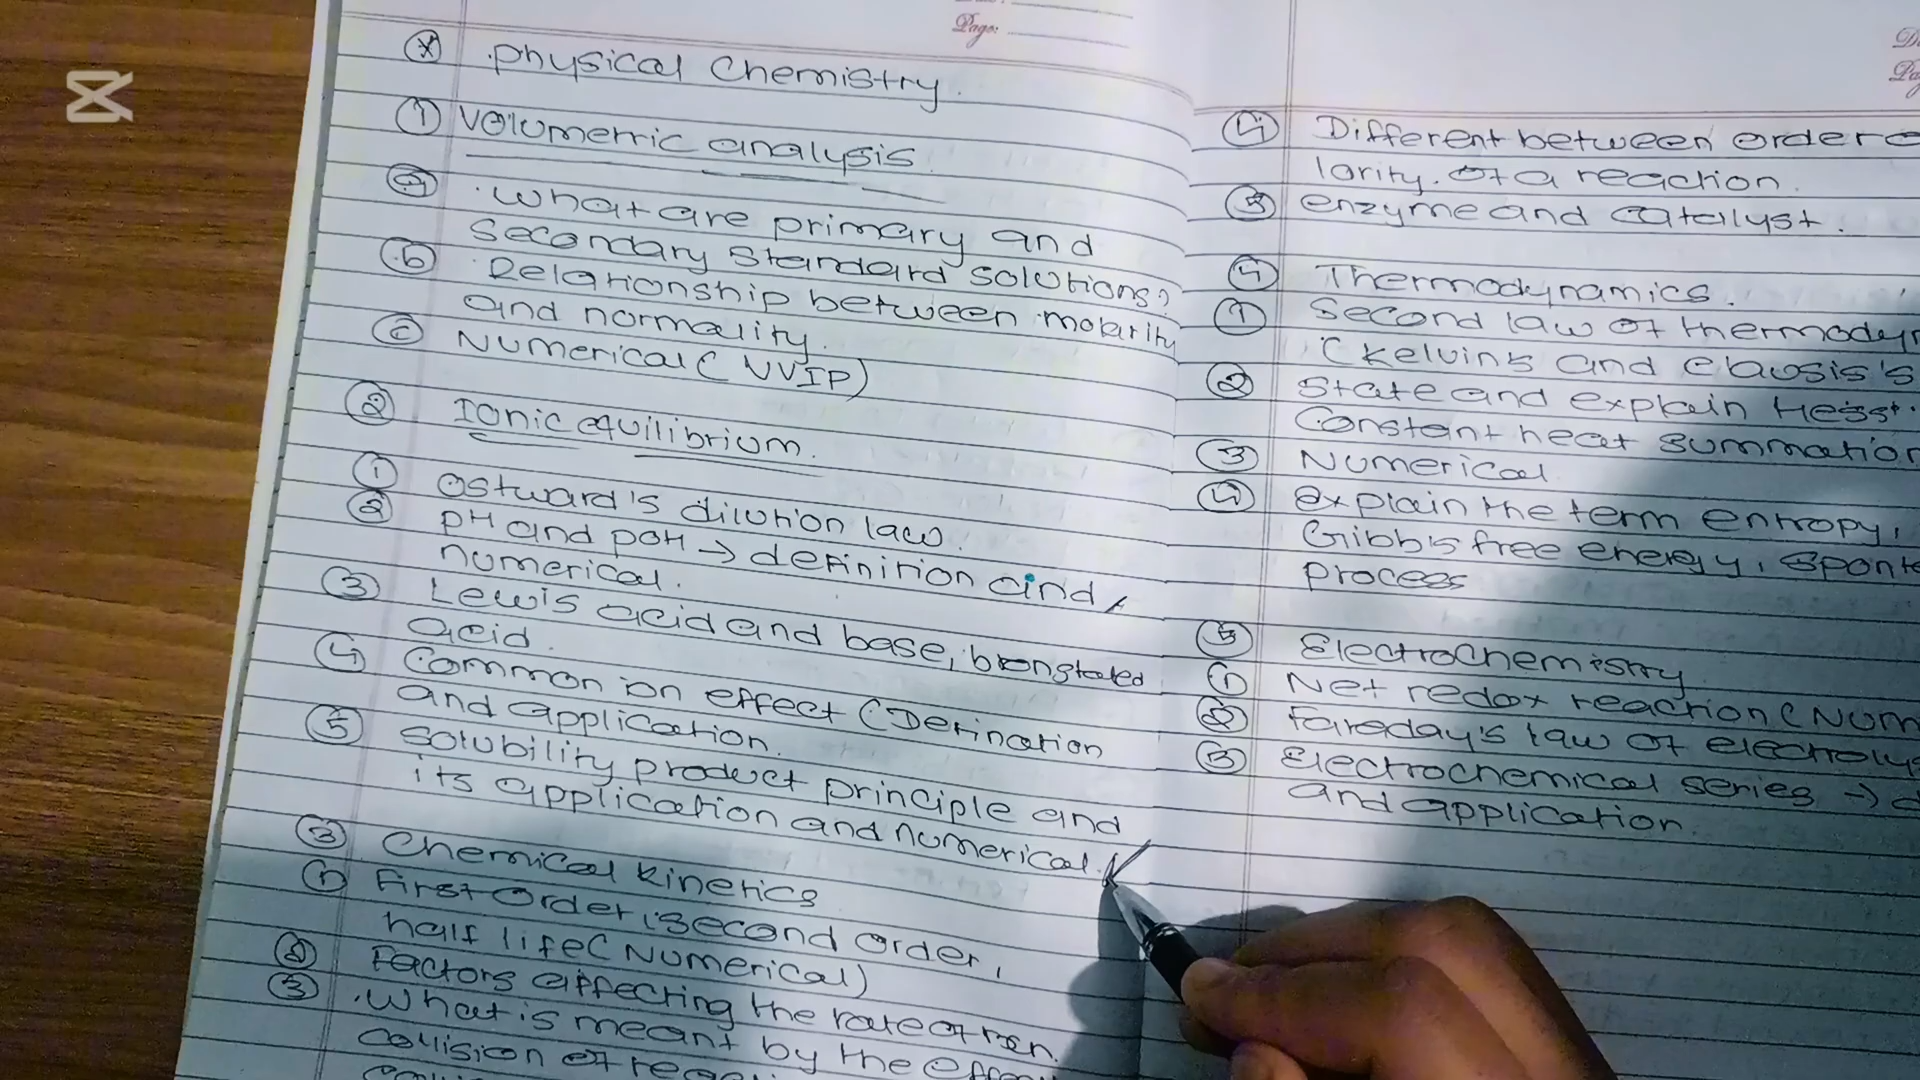 Page:
* Physical Chemistry.
① Volumetric analysis
a What are primary and
Secondary Standard solutions?
b Relationship between molarity
and normality.
c Numerical (VVIP)
② Ionic equilibrium.
① Ostward's dilution law.
② pH and pOH → definition and
numerical.
③ Lewis acid and base, bronsted
acid.
④ Common ion effect (Derination
and application.
⑤ Solubility product principle and
its application and numerical.
③ Chemical kinetics
① First order, second order,
half life (Numerical)
② Factors affecting the rate of rxn.
③ What is meant by the
collision of
④ Different between order
larity. of a reaction.
⑤ enzyme and catalyst.
④ Thermodynamics.
① Second law of
(Kelvin's and clausis's
② State and explain Hess's
Constant heat summation
③ Numerical
④ explain the term entropy,
Gibb's free energy,
process
⑤ Electrochemistry
① Net redox reaction (
② Faraday's law of
③ Electrochemical series →
and application.